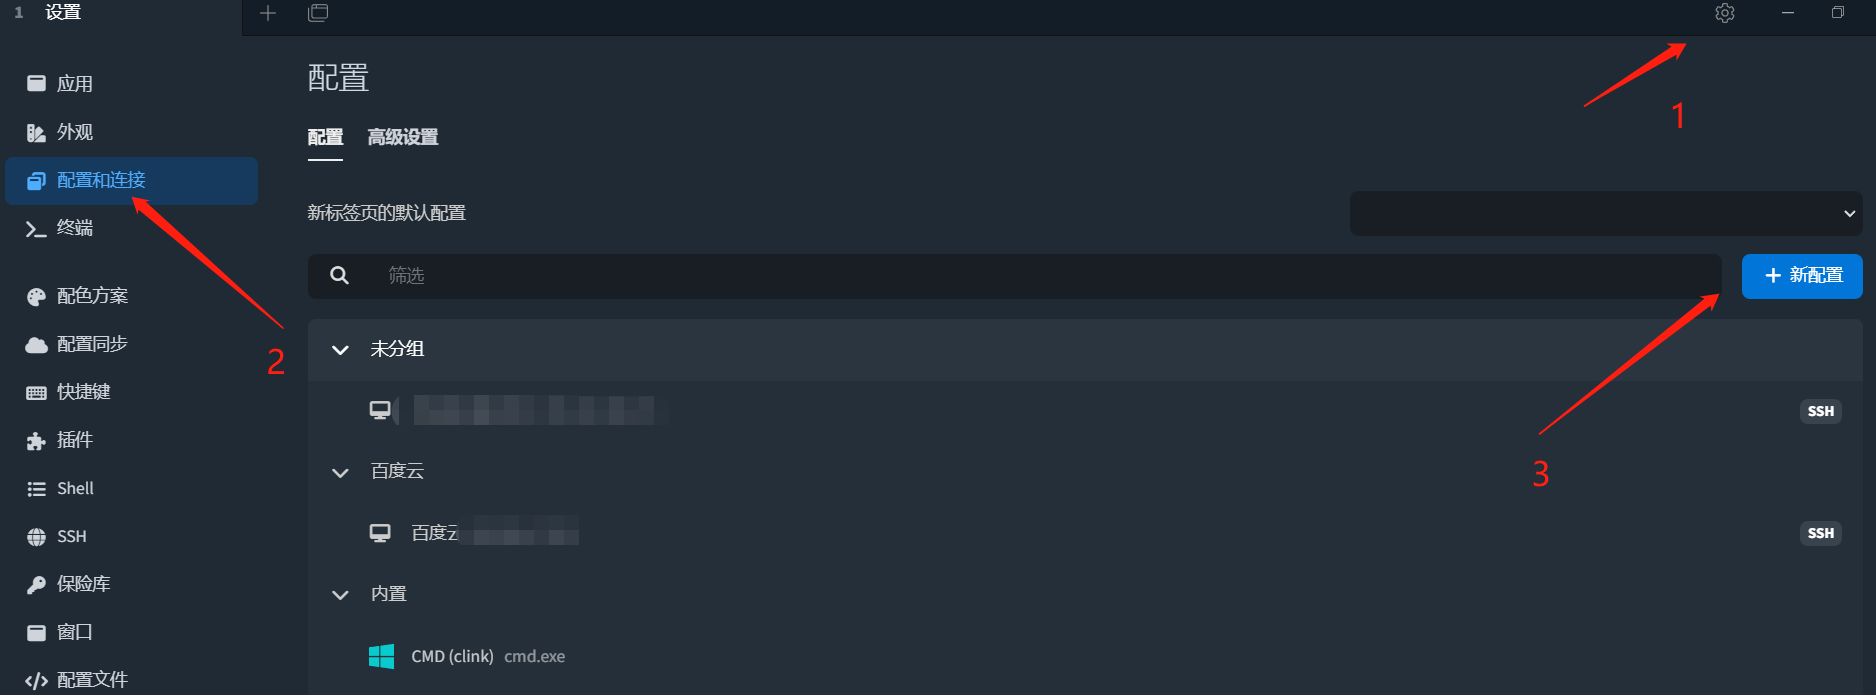 1 设置
应用
外观
配置和连接
终端
配色方案
配置同步
快捷键
插件
Shell
SSH
保险库
窗口
配置文件
配置
配置 高级设置
新标签页的默认配置
筛选
新配置
未分组
SSH
百度云
百度
SSH
内置
CMD (clink) cmd.exe
1
2
3